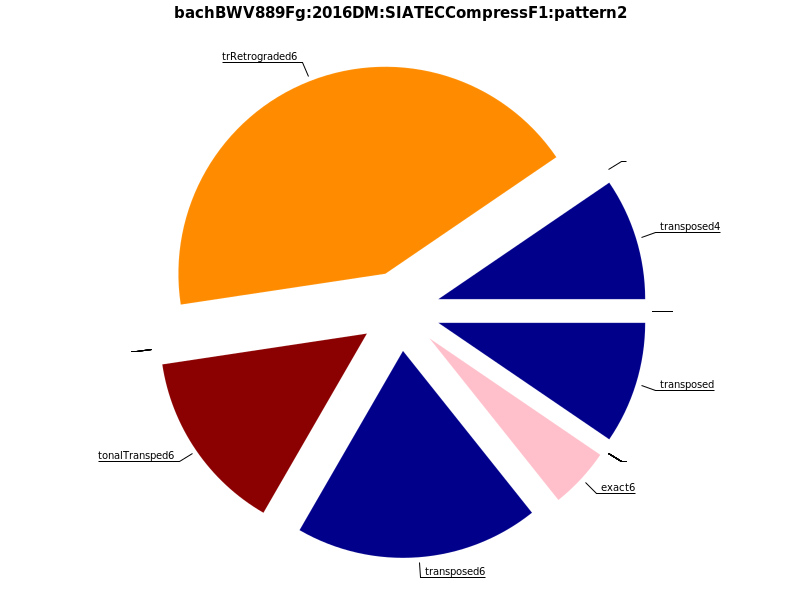 bachBWV889Fg:2016DM:SIATECCompressF1:pattern2
trRetrograded6
transposed4
transposed
exact6
transposed6
tonalTransped6